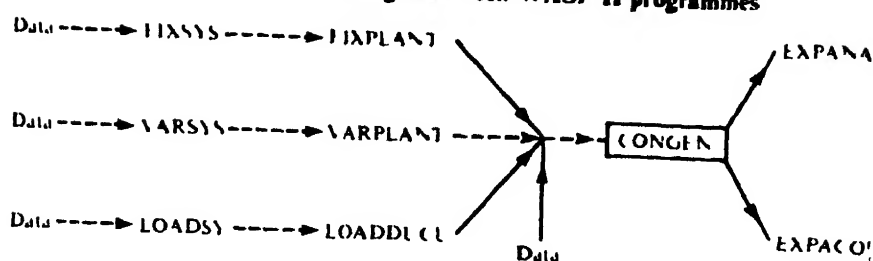 programmes
Data FIXSYS FIXPLANT
EXPANA
Data VARSYS VARPLANT CONGEN
Data LOADSY
Data